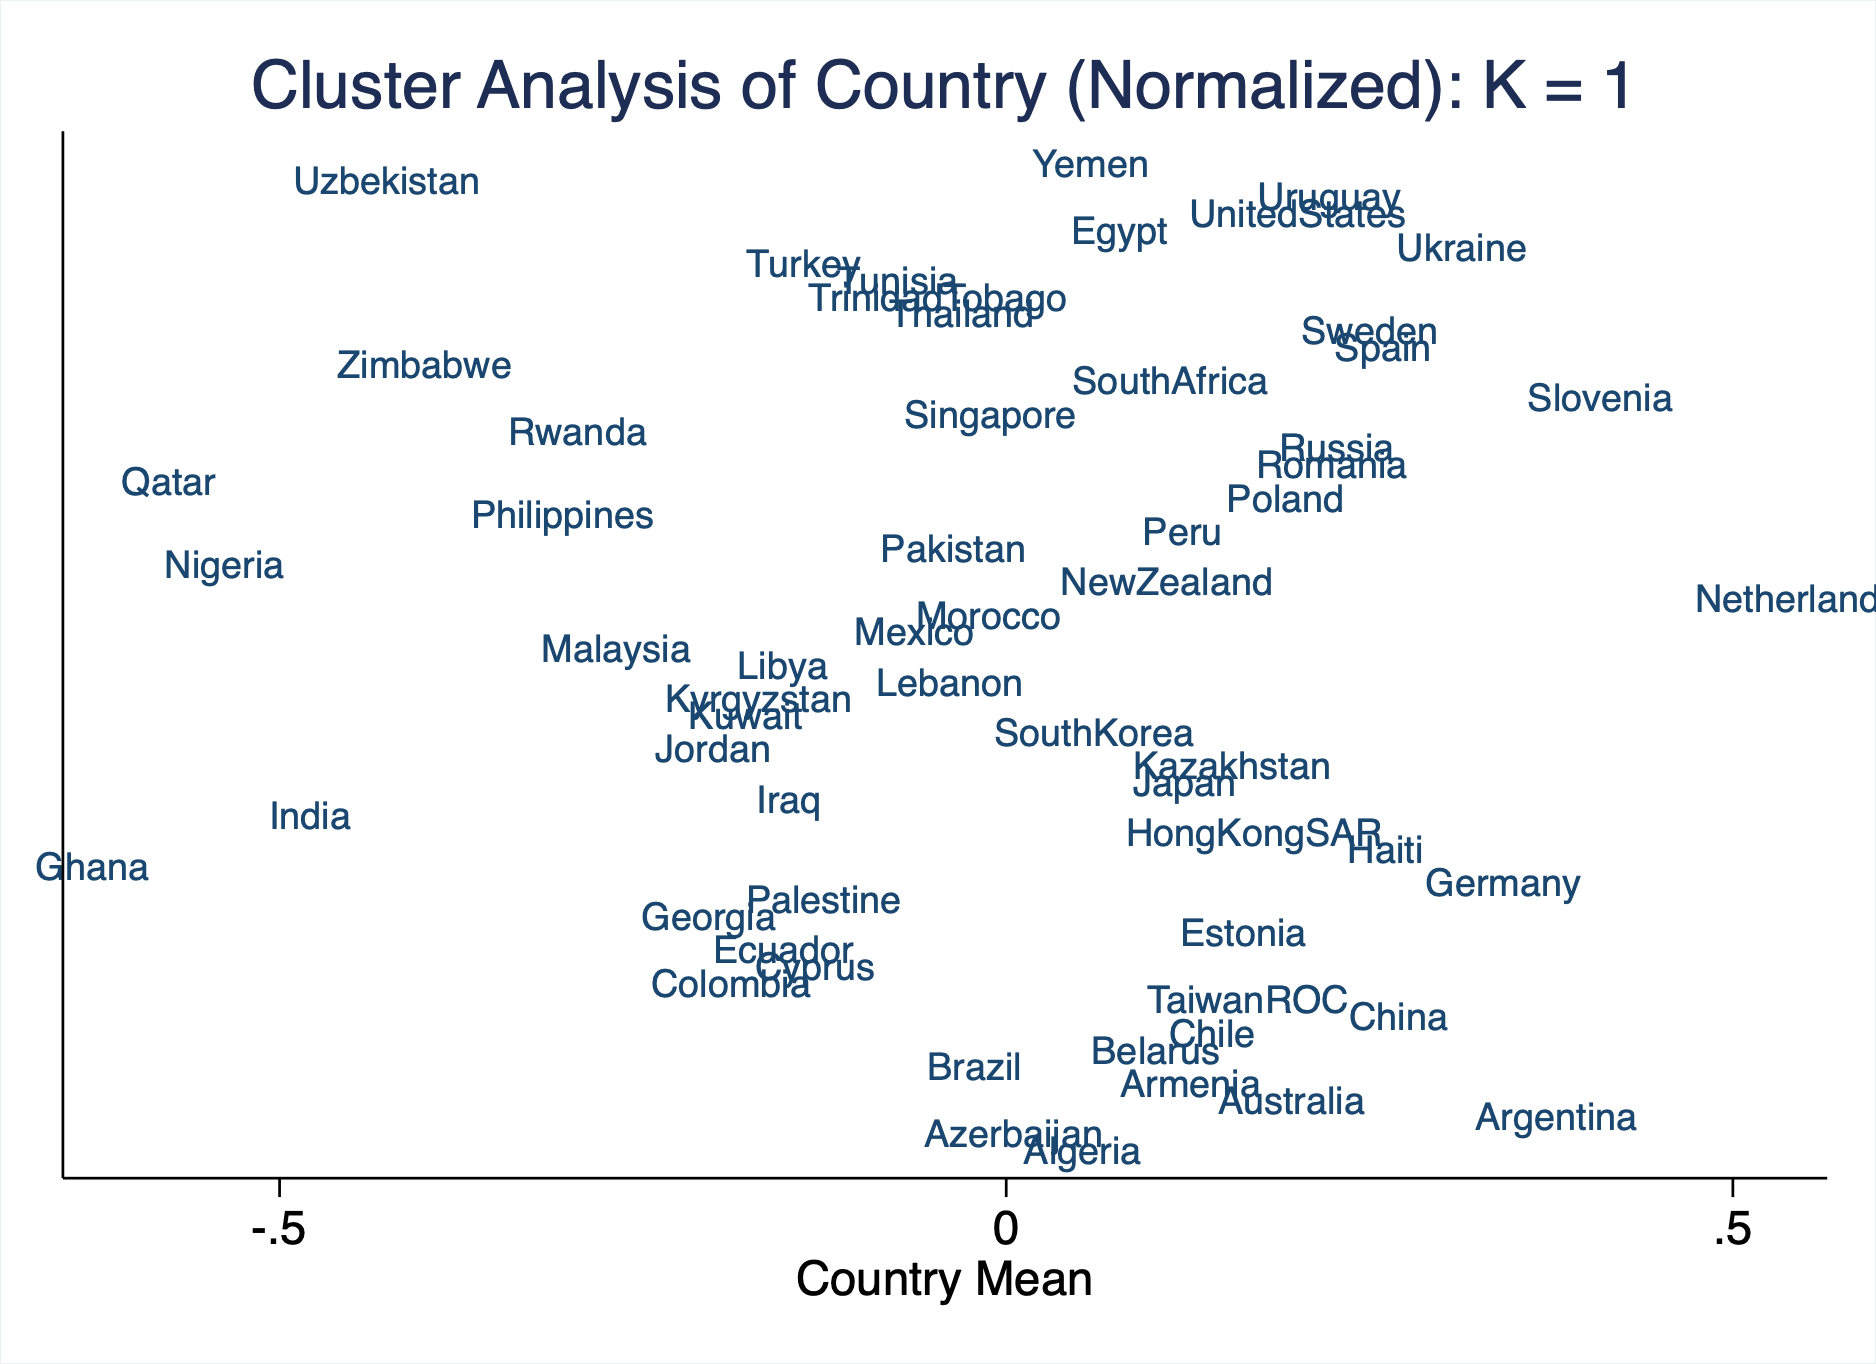 Cluster Analysis of Country (Normalized): K = 1
Yemen
Uzbekistan
Uruguay
UnitedStates
Egypt
Ukraine
Turkey
Tunisia
TrinidadTobago
Thailand
Sweden
Spain
Zimbabwe
SouthAfrica
Slovenia
Singapore
Rwanda
Russia
Romania
Qatar
Poland
Philippines
Peru
Pakistan
Nigeria
NewZealand
Netherland
Morocco
Mexico
Malaysia
Libya
Lebanon
Kyrgyzstan
Kuwait
SouthKorea
Jordan
Kazakhstan
Japan
Iraq
India
HongKongSAR
Haiti
Ghana
Germany
Palestine
Georgia
Estonia
Ecuador
Cyprus
Colombia
TaiwanROC
China
Chile
Belarus
Brazil
Armenia
Australia
Argentina
Azerbaijan
Algeria
-.5 0 .5
Country Mean